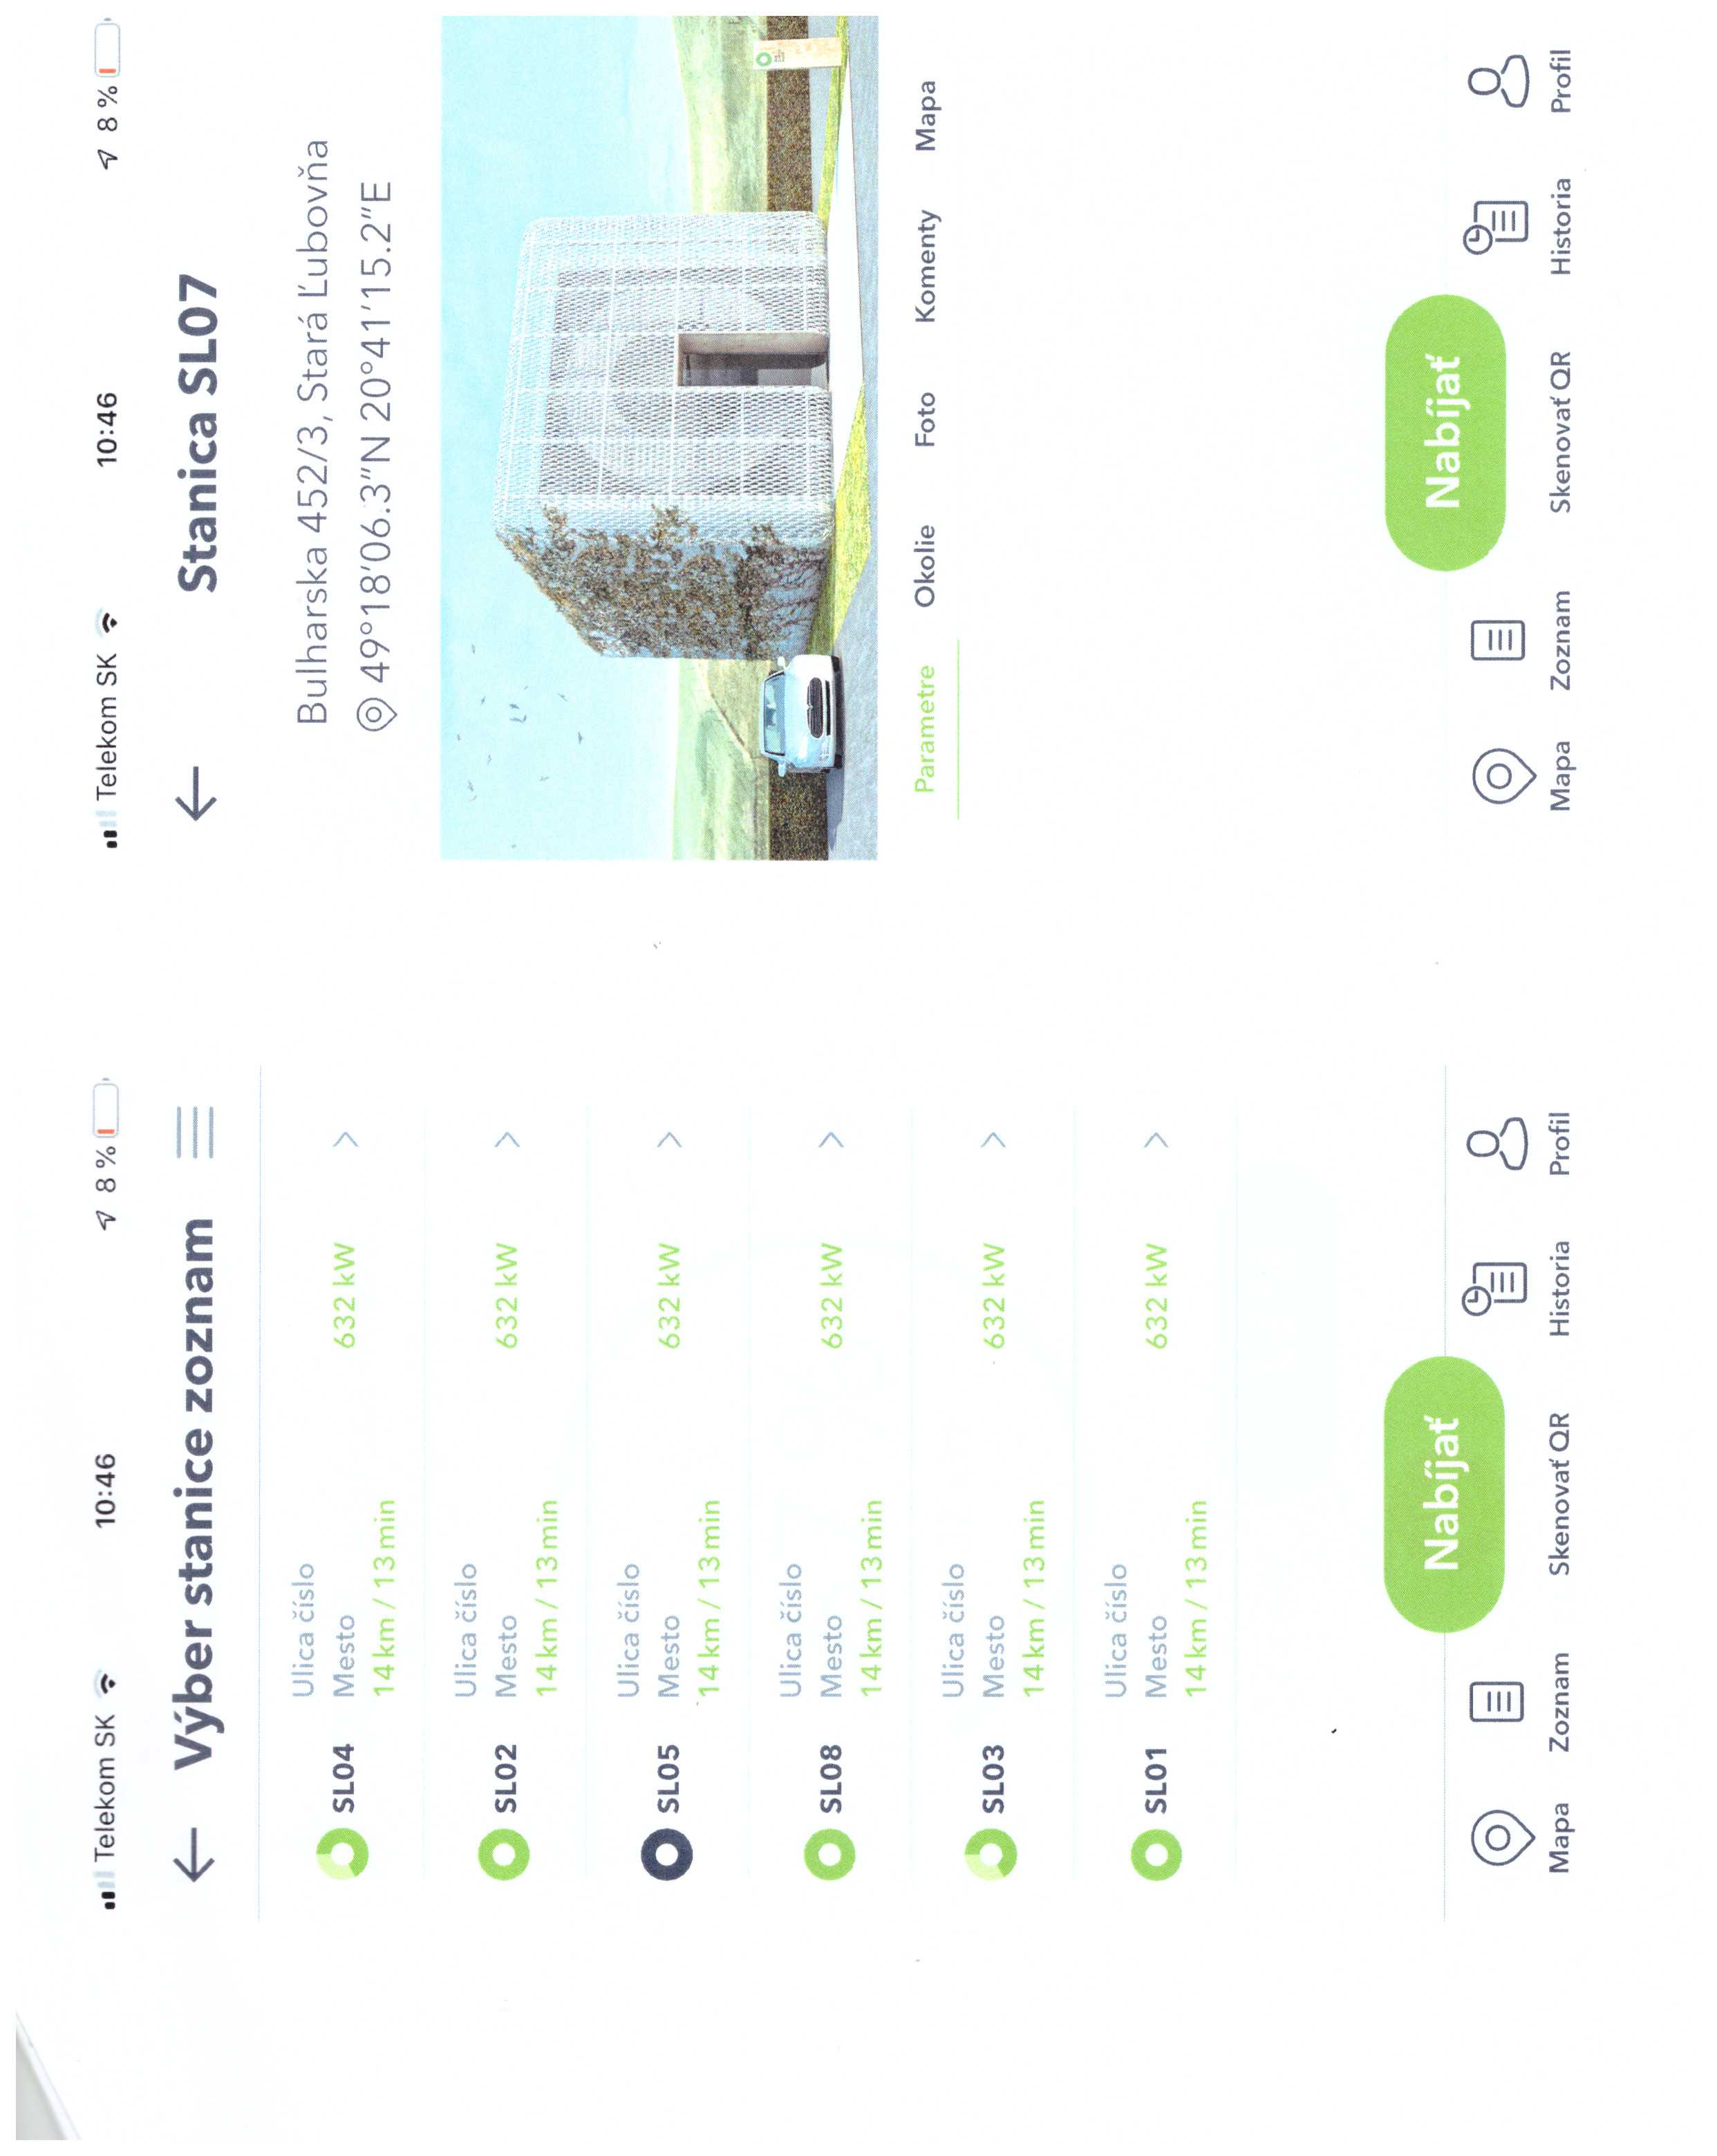 Telekom SK 10:46 8 %
Výber stanice zoznam
SL04 Ulica číslo
Mesto 632 kW
14 km / 13 min
SL02 Ulica číslo
Mesto 632 kW
14 km / 13 min
SL05 Ulica číslo
Mesto 632 kW
14 km / 13 min
SL08 Ulica číslo
Mesto 632 kW
14 km / 13 min
SL03 Ulica číslo
Mesto 632 kW
14 km / 13 min
SL01 Ulica číslo
Mesto 632 kW
14 km / 13 min
Nabíjať
Mapa Zoznam Skenovať QR Historia Profil
Telekom SK 10:46 8 %
Stanica SL07
Bulharska 452/3, Stará Ľubovňa
49°18'06.3"N 20°41'15.2"E
Parametre Okolie Foto Komenty Mapa
Nabíjať
Mapa Zoznam Skenovať QR Historia Profil